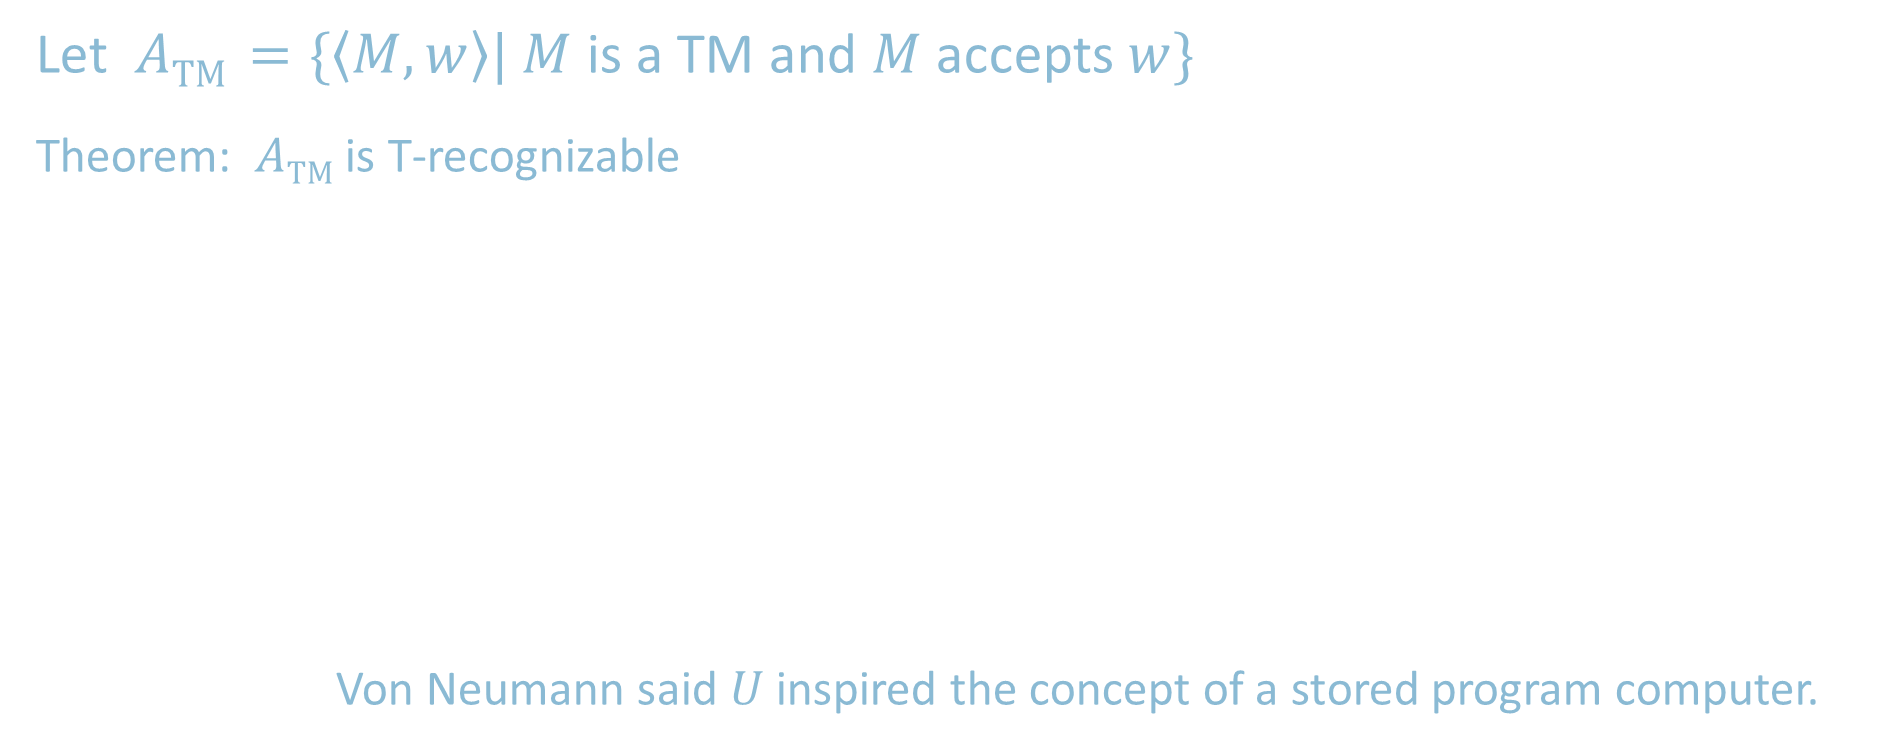 Let A_TM = {⟨M, w⟩| M is a TM and M accepts w}
Theorem: A_TM is T-recognizable
Von Neumann said U inspired the concept of a stored program computer.